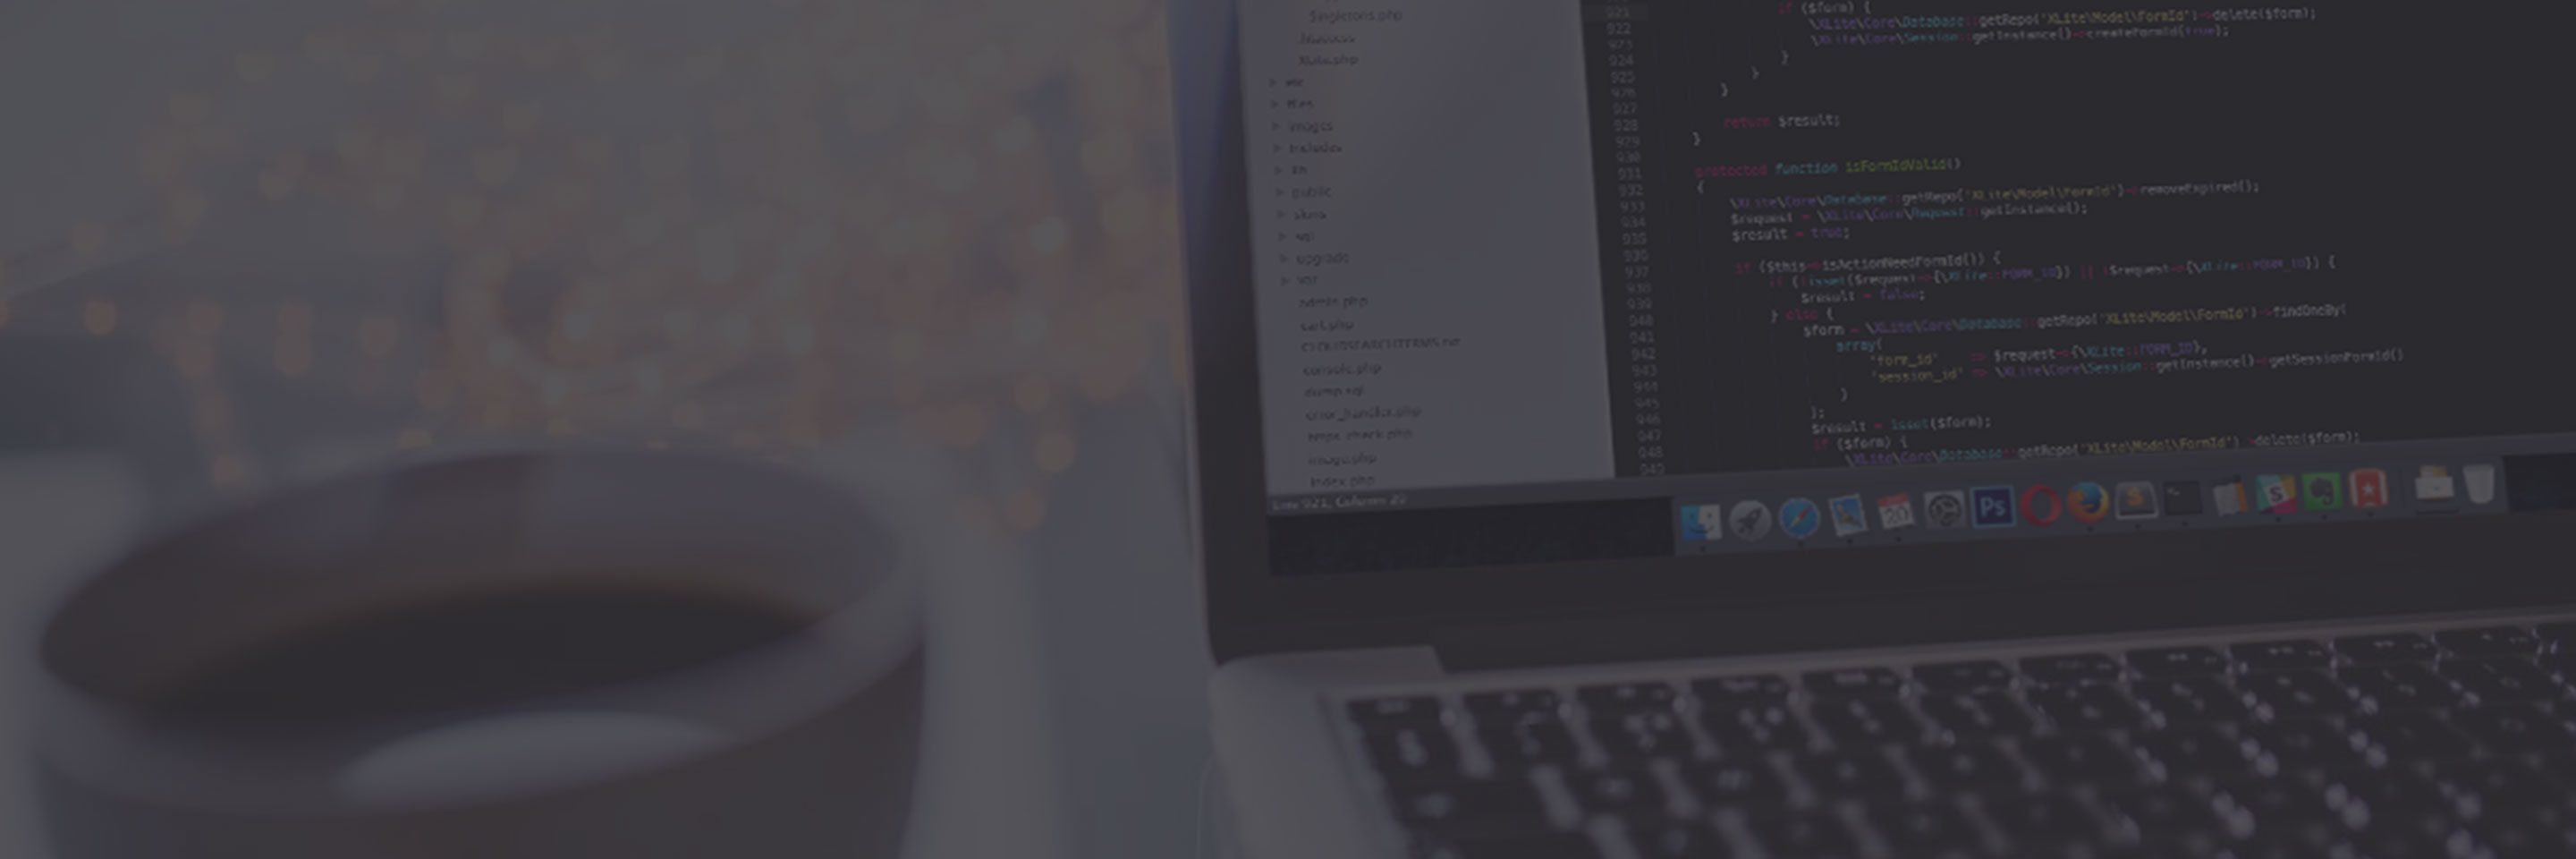 Singletons.php
.htaccess
XLite.php
etc
files
images
includes
lib
public
skins
sql
upgrade
var
admin.php
cart.php
CLOUDSEARCHTERMS.txt
console.php
dump.sql
error_handler.php
https_check.php
image.php
index.php
Line 921, Column 29
921 if ($form) {
922 \XLite\Core\Database::getRepo('XLite\Model\FormId')->delete($form);
923 \XLite\Core\Session::getInstance()->createFormId(true);
924 }
925 }
926 }
927
928 return $result;
929 }
930
931 protected function isFormIdValid()
932 {
933 \XLite\Core\Database::getRepo('XLite\Model\FormId')->removeExpired();
934 $request = \XLite\Core\Request::getInstance();
935 $result = true;
936
937 if ($this->isActionNeedFormId()) {
938 if (!isset($request->{\XLite::FORM_ID}) || !$request->{\XLite::FORM_ID}) {
939 $result = false;
940 } else {
941 $form = \XLite\Core\Database::getRepo('XLite\Model\FormId')->findOneBy(
942 array(
943 'form_id' => $request->{\XLite::FORM_ID},
944 'session_id' => \XLite\Core\Session::getInstance()->getSessionFormId()
945 )
946 );
947 $result = isset($form);
948 if ($form) {
949 \XLite\Core\Database::getRepo('XLite\Model\FormId')->delete($form);
20
Ps
S
S